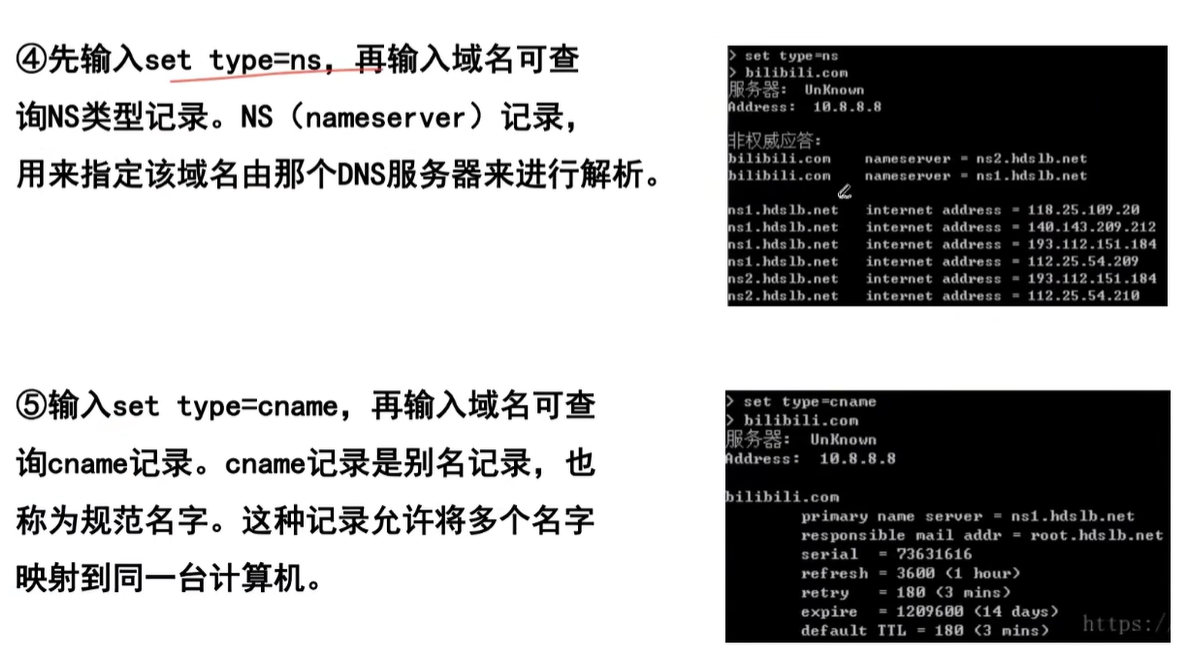 ④先输入set type=ns，再输入域名可查
询NS类型记录。NS（nameserver）记录，
用来指定该域名由那个DNS服务器来进行解析。
> set type=ns
> bilibili.com
服务器:  UnKnown
Address:  10.8.8.8
非权威应答:
bilibili.com    nameserver = ns2.hdslb.net
bilibili.com    nameserver = ns1.hdslb.net
ns1.hdslb.net   internet address = 118.25.109.20
ns1.hdslb.net   internet address = 140.143.209.212
ns1.hdslb.net   internet address = 193.112.151.184
ns1.hdslb.net   internet address = 112.25.54.209
ns2.hdslb.net   internet address = 193.112.151.184
ns2.hdslb.net   internet address = 112.25.54.210
⑤输入set type=cname，再输入域名可查
询cname记录。cname记录是别名记录，也
称为规范名字。这种记录允许将多个名字
映射到同一台计算机。
> set type=cname
> bilibili.com
服务器:  UnKnown
Address:  10.8.8.8
bilibili.com
primary name server = ns1.hdslb.net
responsible mail addr = root.hdslb.net
serial  = 73631616
refresh = 3600 (1 hour)
retry   = 180 (3 mins)
expire  = 1209600 (14 days)
default TTL = 180 (3 mins)
https:/